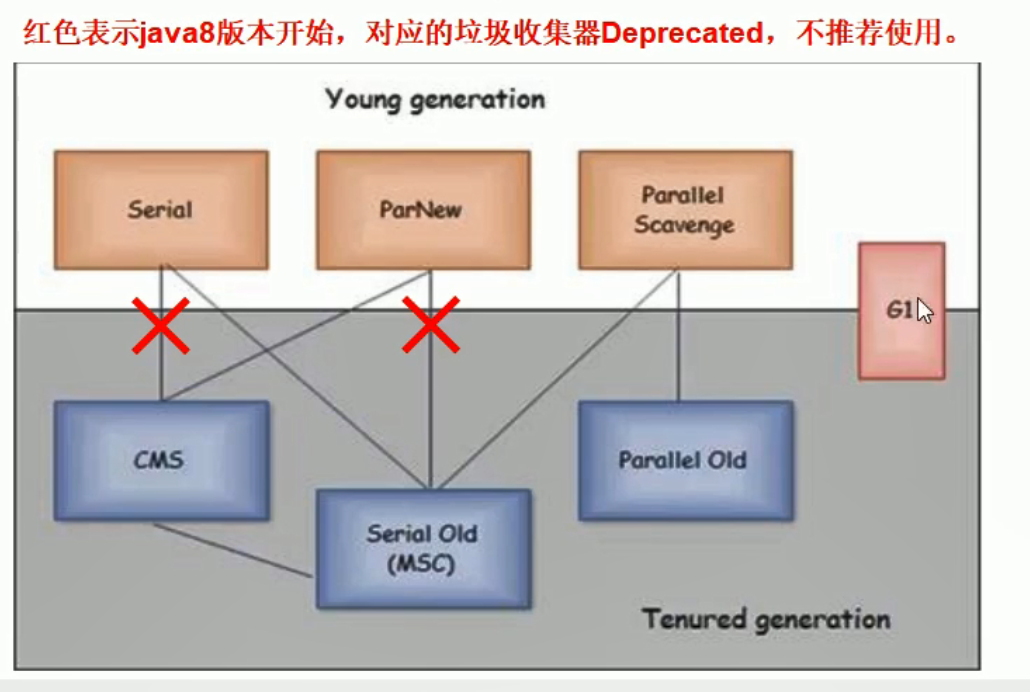 红色表示java8版本开始，对应的垃圾收集器Deprecated，不推荐使用。
Young generation
Serial
ParNew
Parallel
Scavenge
G1
CMS
Serial Old
(MSC)
Parallel Old
Tenured generation